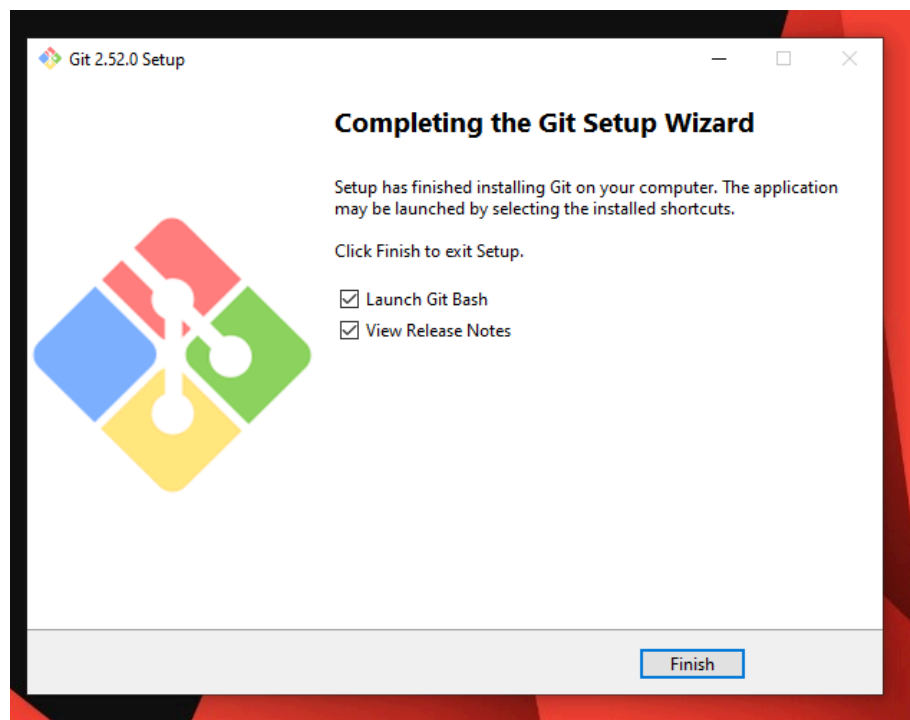 Git 2.52.0 Setup
Completing the Git Setup Wizard
Setup has finished installing Git on your computer. The application
may be launched by selecting the installed shortcuts.
Click Finish to exit Setup.
Launch Git Bash
View Release Notes
Finish